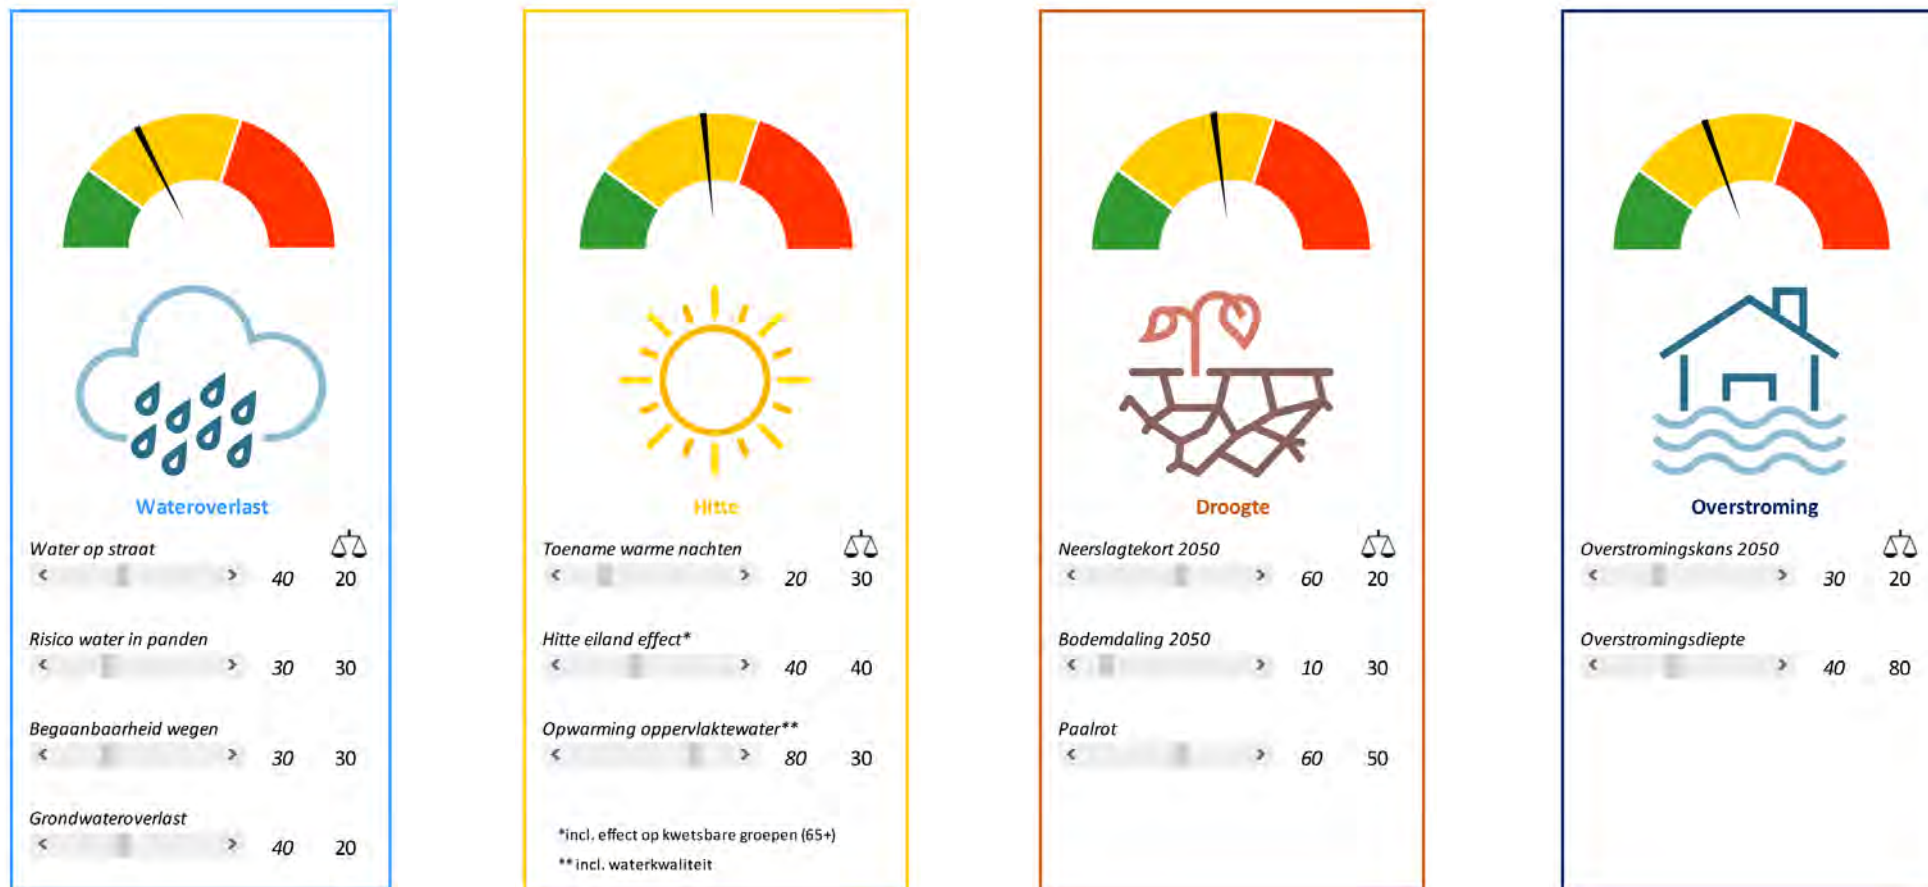 Wateroverlast
Water op straat
< > 40 20
Risico water in panden
< > 30 30
Begaanbaarheid wegen
< > 30 30
Grondwateroverlast
< > 40 20
Hitte
Toename warme nachten
< > 20 30
Hitte eiland effect*
< > 40 40
Opwarming oppervlaktewater**
< > 80 30
*incl. effect op kwetsbare groepen (65+)
** incl. waterkwaliteit
Droogte
Neerslagtekort 2050
< > 60 20
Bodemdaling 2050
< > 10 30
Paalrot
< > 60 50
Overstroming
Overstromingskans 2050
< > 30 20
Overstromingsdiepte
< > 40 80